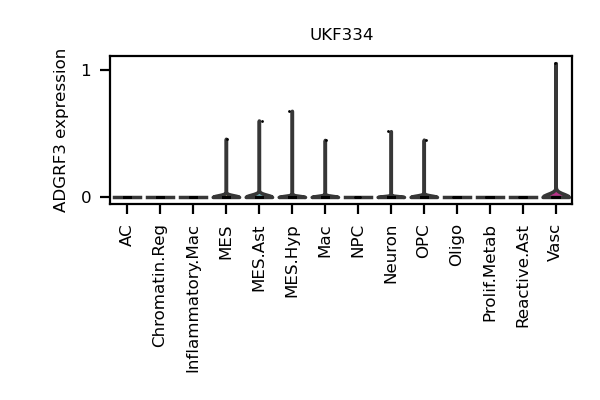 UKF334
ADGRF3 expression
1
0
AC
Chromatin.Reg
Inflammatory.Mac
MES
MES.Ast
MES.Hyp
Mac
NPC
Neuron
OPC
Oligo
Prolif.Metab
Reactive.Ast
Vasc